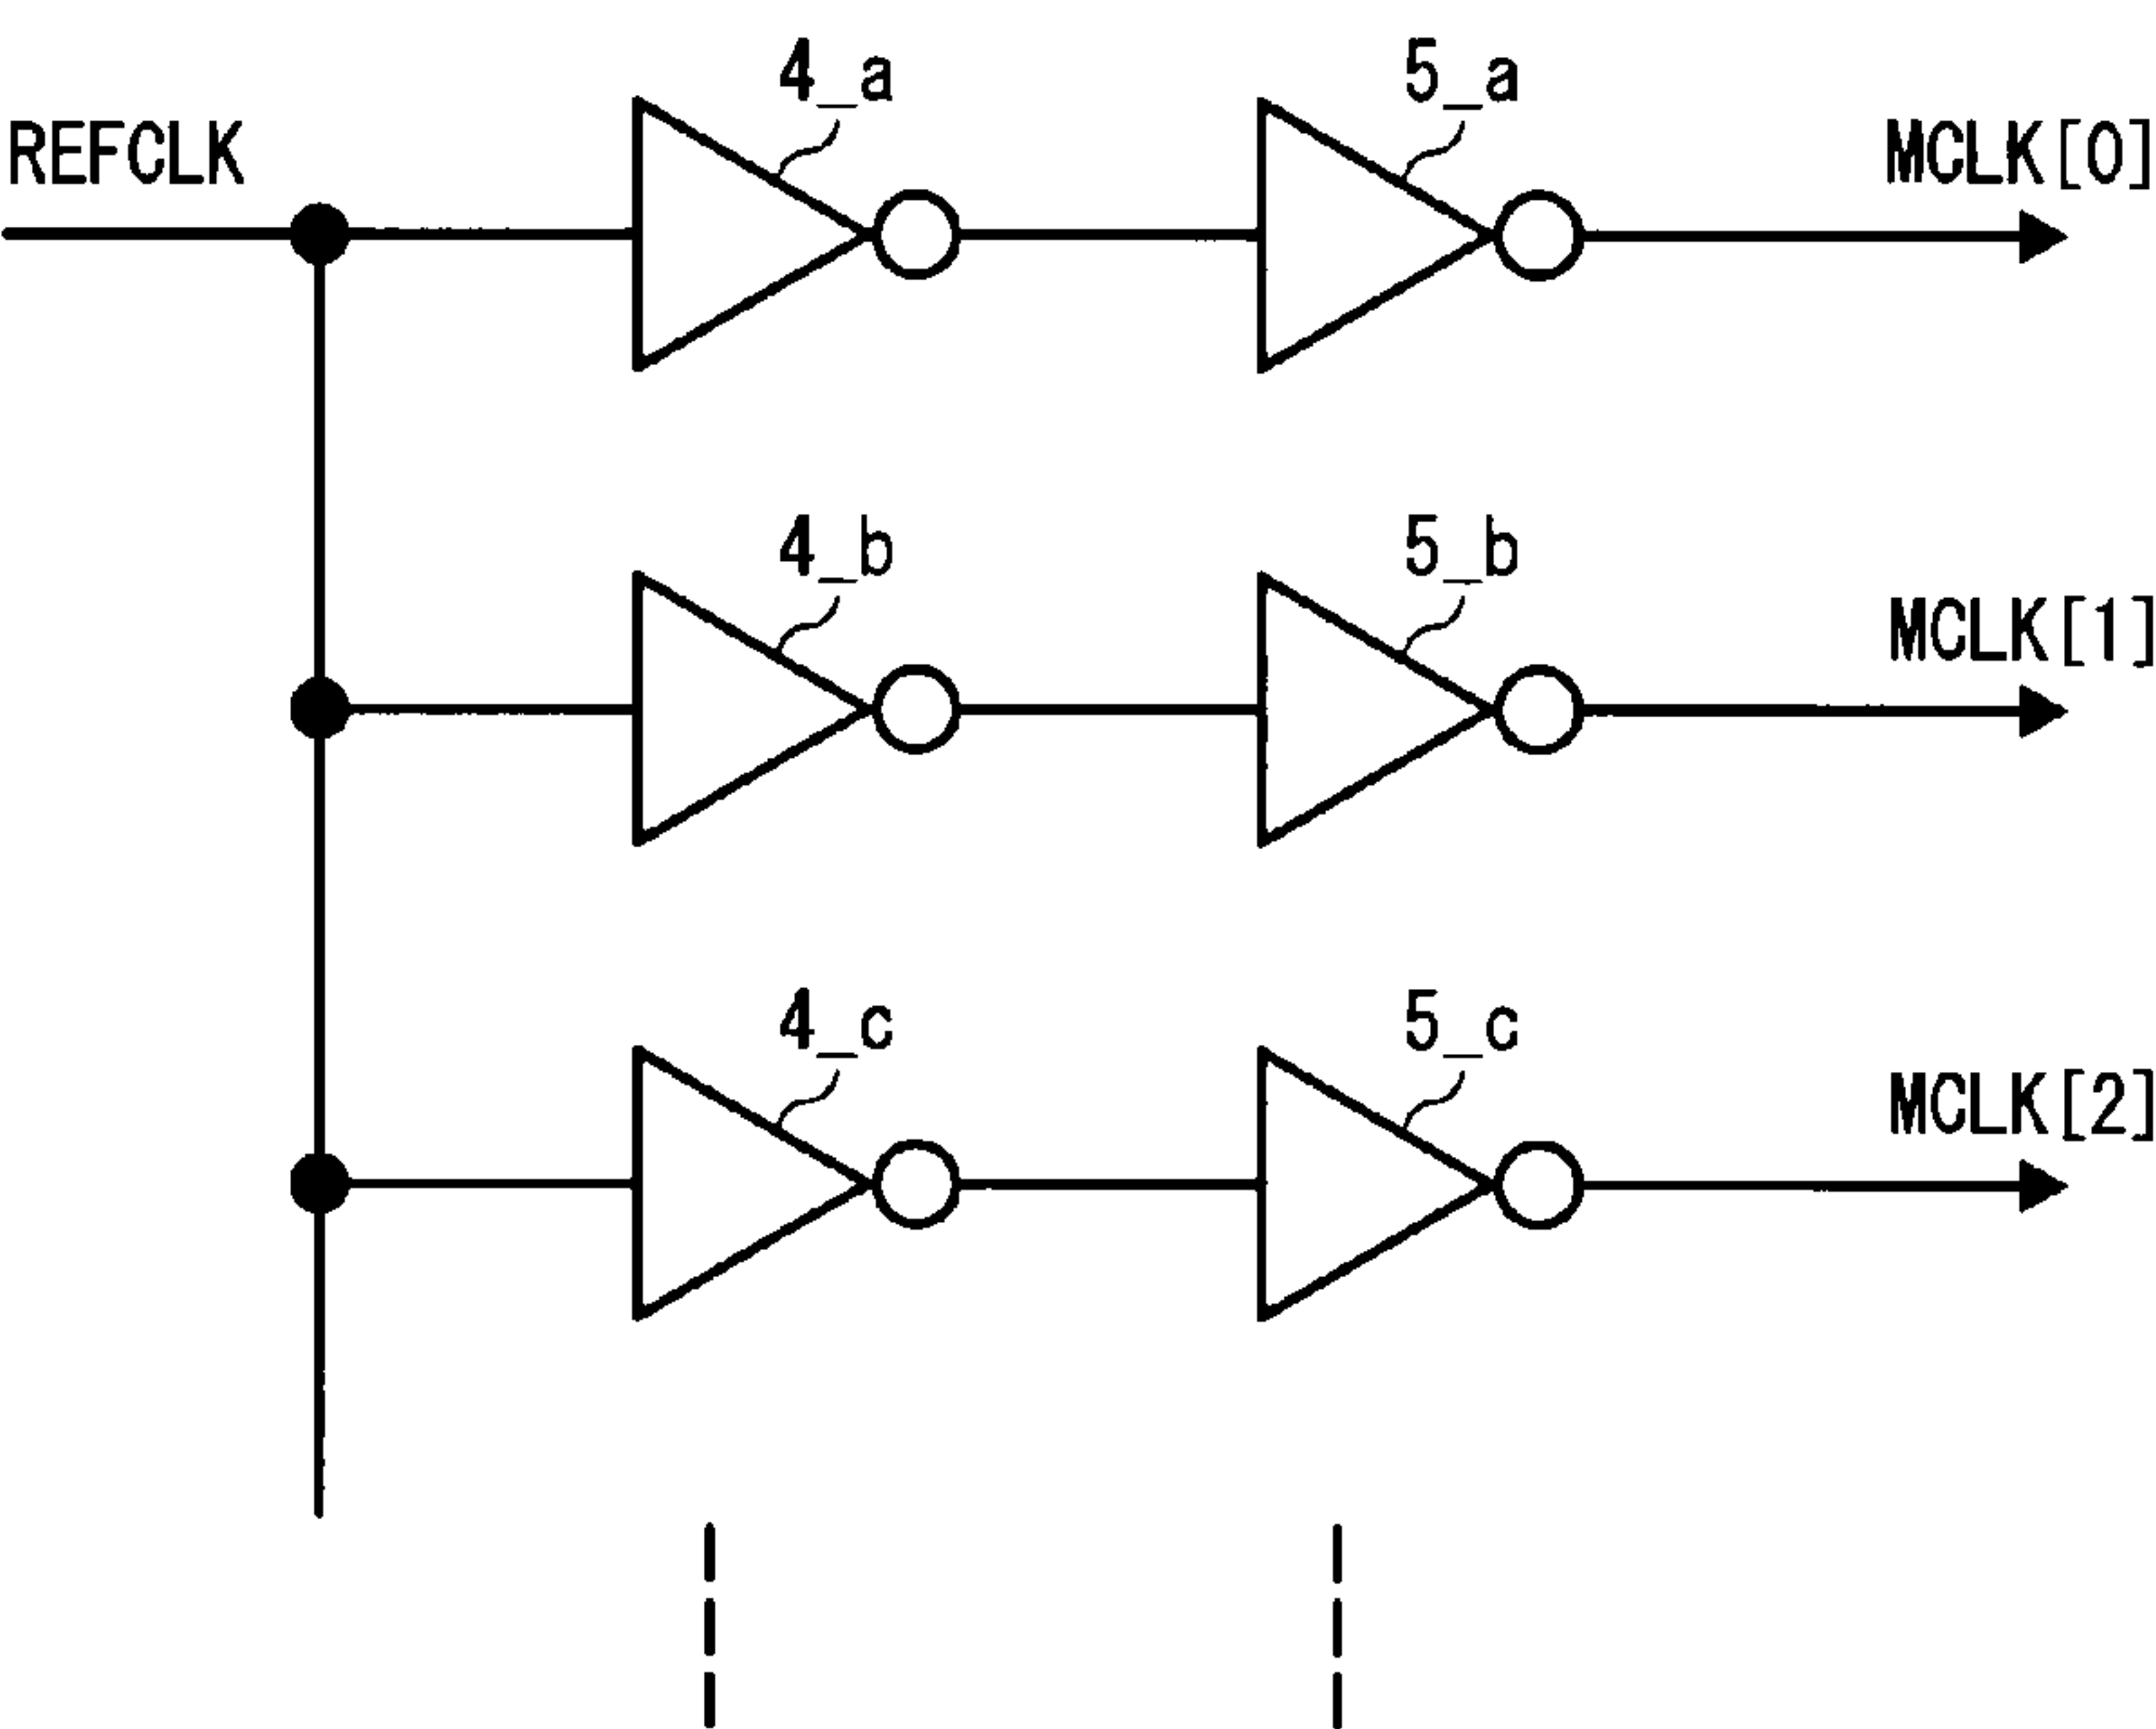 4_a
5_a
REFCLK
MCLK[0]
4_b
5_b
MCLK[1]
4_c
5_c
MCLK[2]